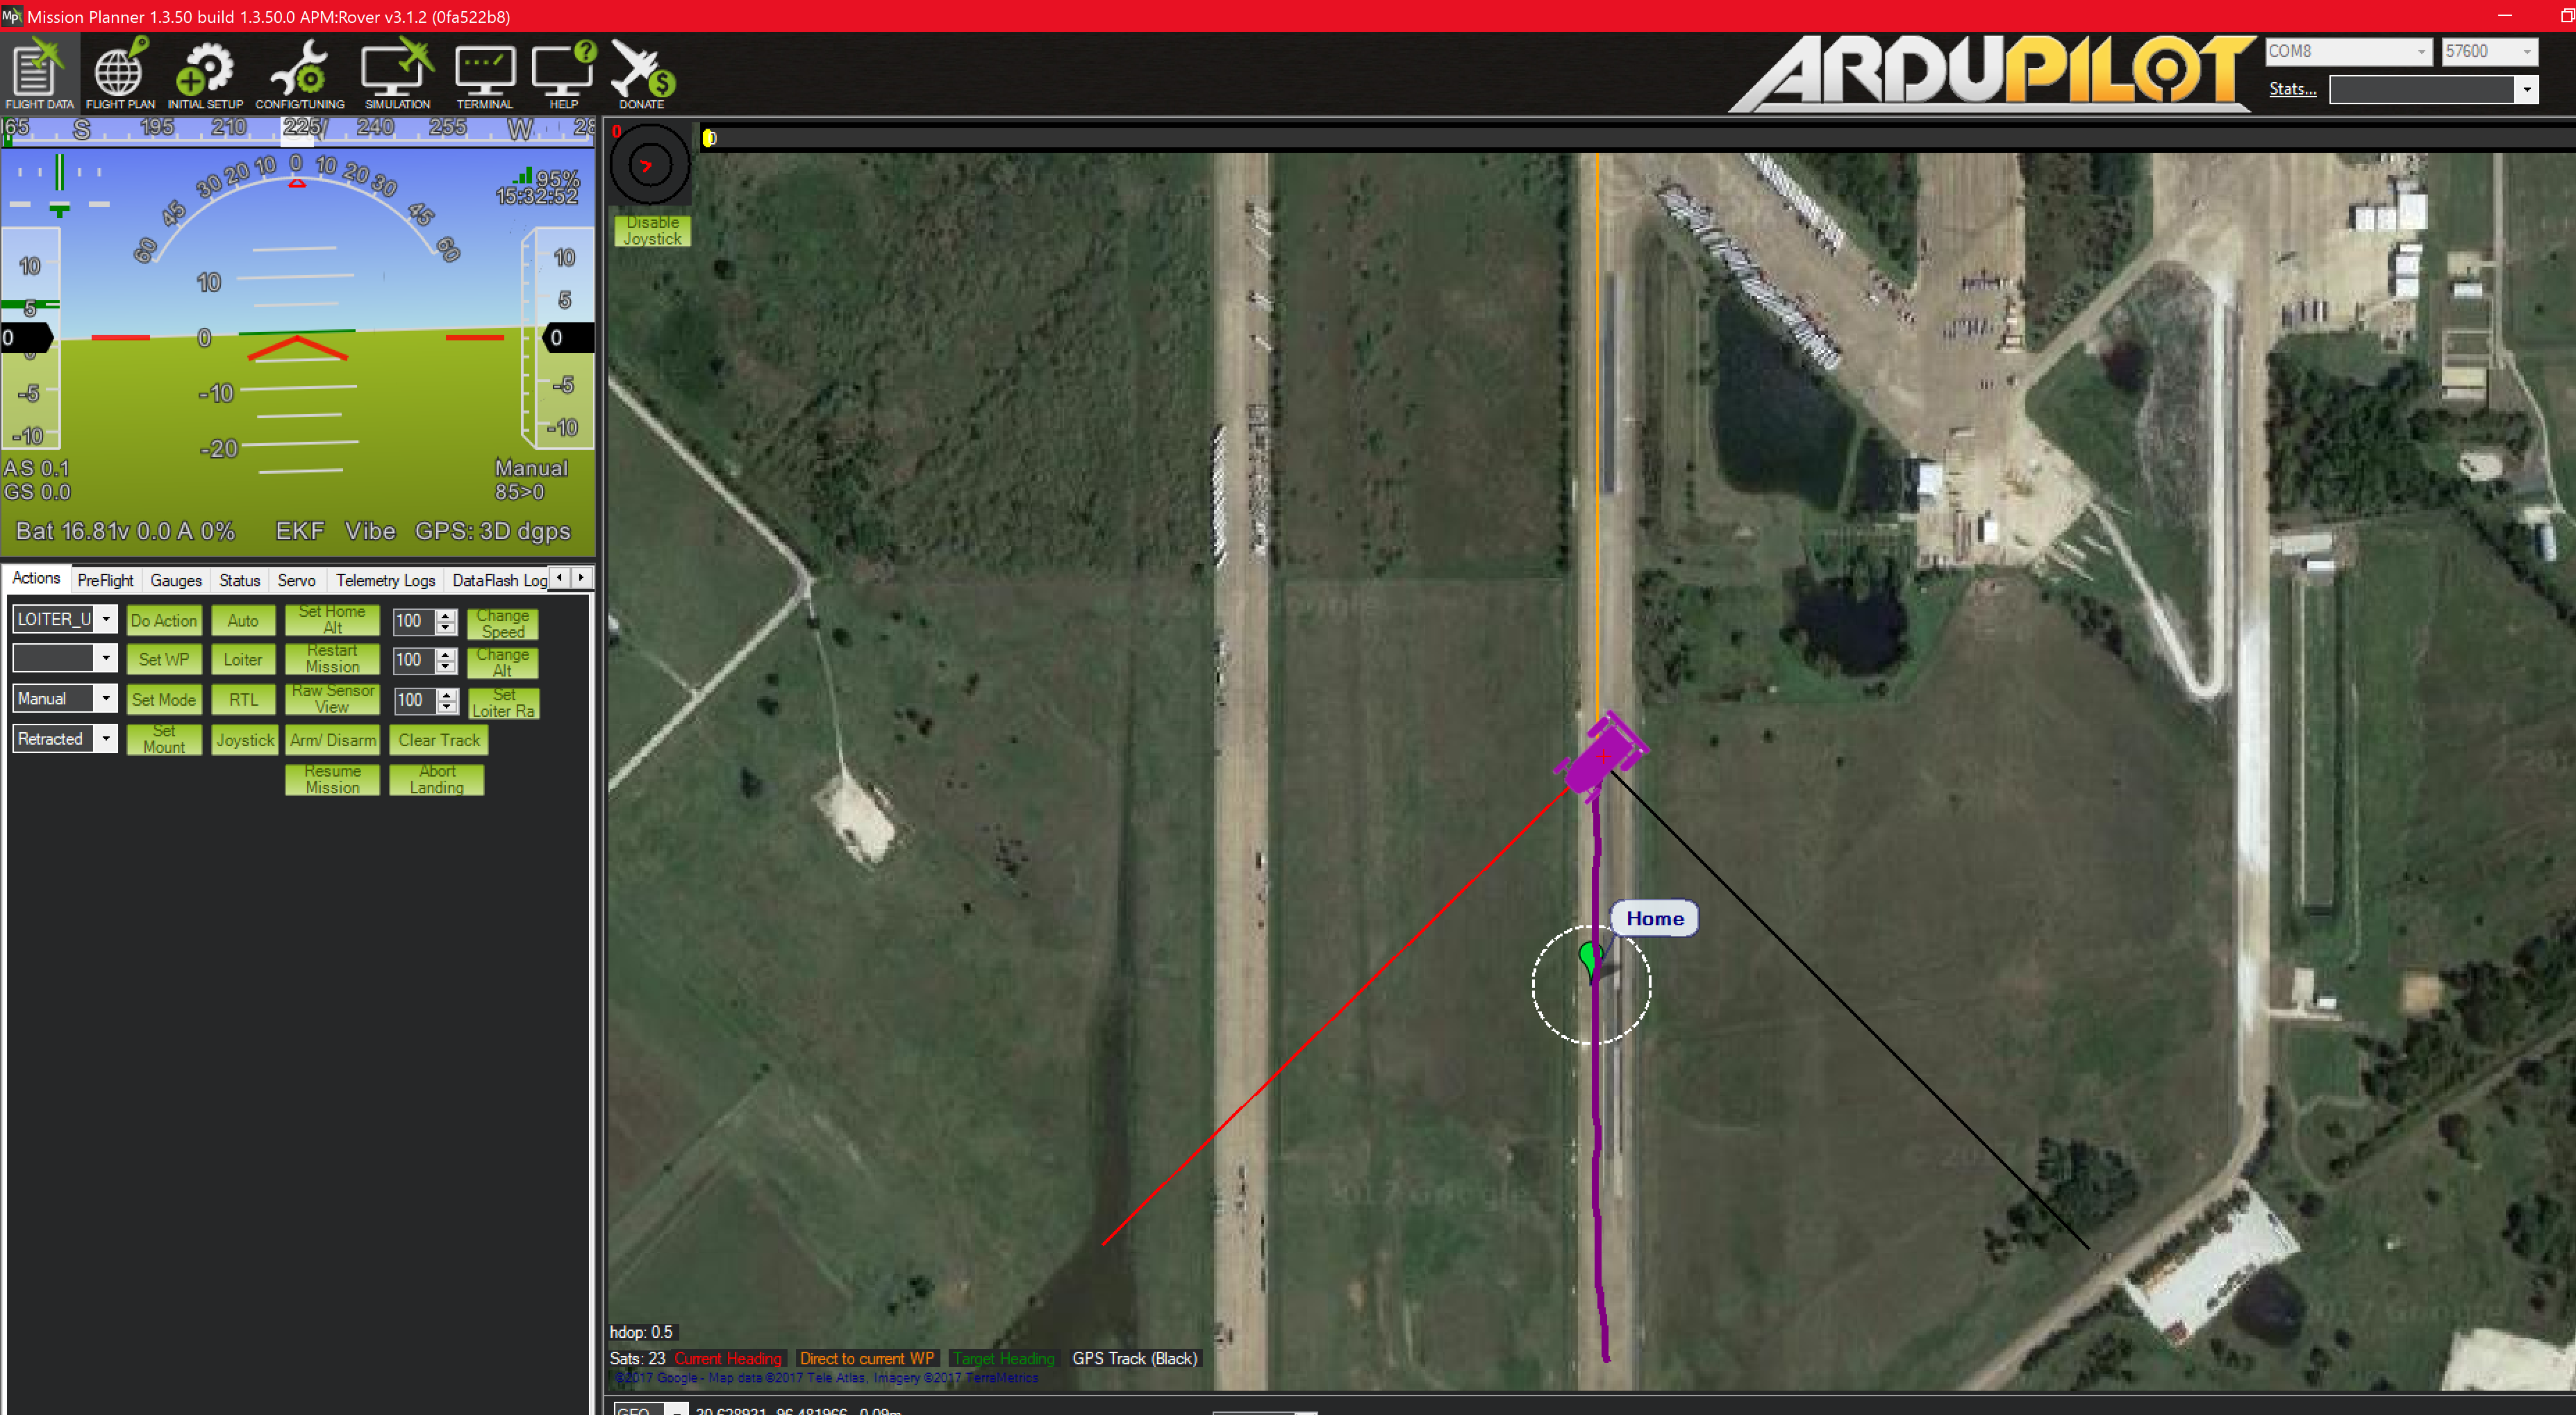 Mission Planner 1.3.50 build 1.3.50.0 APM:Rover v3.1.2 (0fa522b8)
FLIGHT DATA FLIGHT PLAN INITIAL SETUP CONFIG/TUNING SIMULATION TERMINAL HELP DONATE
ARDUPILOT
COM8 57600
Stats...
165 S 195 210 225 240 255 W 28
0
0
60 45 30 20 10 0 10 20 30 45 60
95%
15:32:52
Disable
Joystick
10 10 10
5 5
0 0 0
-5 -10 -5
-10 -20 -10
AS 0.1 Manual
GS 0.0 85>0
Bat 16.81v 0.0 A 0% EKF Vibe GPS: 3D dgps
Actions PreFlight Gauges Status Servo Telemetry Logs DataFlash Log
LOITER_U Do Action Auto Set Home Alt 100 Change Speed
Set WP Loiter Restart Mission 100 Change Alt
Manual Set Mode RTL Raw Sensor View 100 Set Loiter Ra
Retracted Set Mount Joystick Arm/ Disarm Clear Track
Resume Mission Abort Landing
Home
hdop: 0.5
Sats: 23 Current Heading Direct to current WP Target Heading GPS Track (Black)
©2017 Google - Map data ©2017 Tele Atlas, Imagery ©2017 TerraMetrics